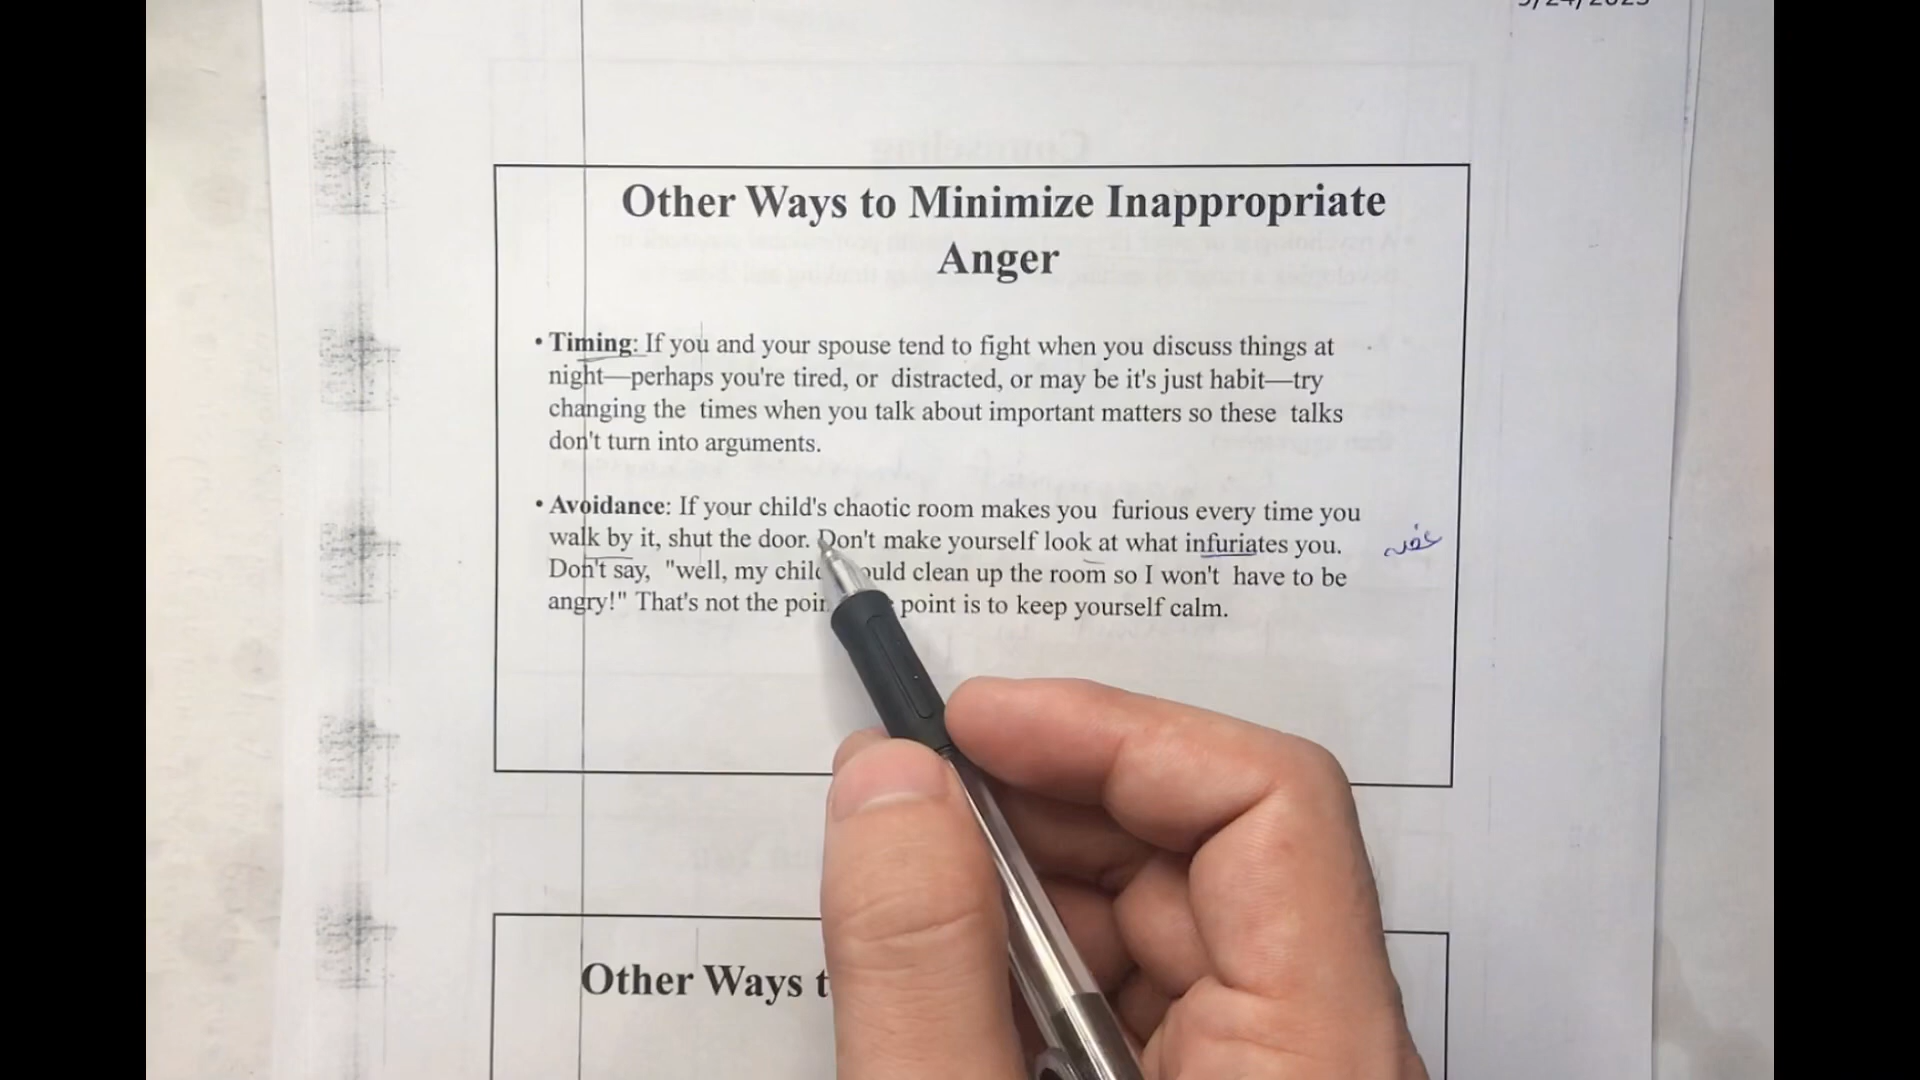 Other Ways to Minimize Inappropriate
Anger
• Timing: If you and your spouse tend to fight when you discuss things at
night—perhaps you're tired, or distracted, or may be it's just habit—try
changing the times when you talk about important matters so these talks
don't turn into arguments.
• Avoidance: If your child's chaotic room makes you furious every time you
walk by it, shut the door. Don't make yourself look at what infuriates you.
Don't say, "well, my child ould clean up the room so I won't have to be
angry!" That's not the poin point is to keep yourself calm.
Other Ways t